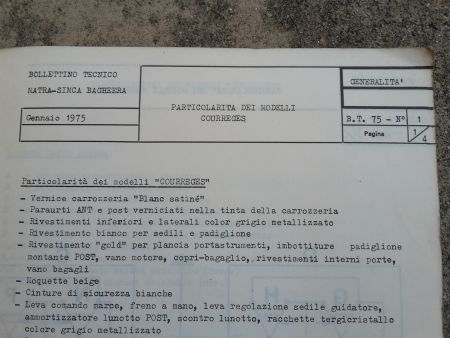 BOLLETTINO TECNICO
MATRA-SIMCA BAGHEERA
Gennaio 1975
PARTICOLARITA DEI MODELLI
COURREGES
GENERALITA'
B.T. 75 - N° 1
Pagina 1/4
Particolarità dei modelli "COURREGES"
- Vernice carrozzeria "Blanc satiné"
- Paraurti ANT e post verniciati nella tinta della carrozzeria
- Rivestimenti inferiori e laterali color grigio metallizzato
- Rivestimento bianco per sedili e padiglione
- Rivestimento "gold" per plancia portastrumenti, imbottiture padiglione
montante POST, vano motore, copri-bagaglio, rivestimenti interni porte,
vano bagagli
- Moquette beige
- Cinture di sicurezza bianche
- Leva comando marce, freno a mano, leva regolazione sedile guidatore,
ammortizzatore lunotto POST, scontro lunotto, racchette tergicristallo
colore grigio metallizzato